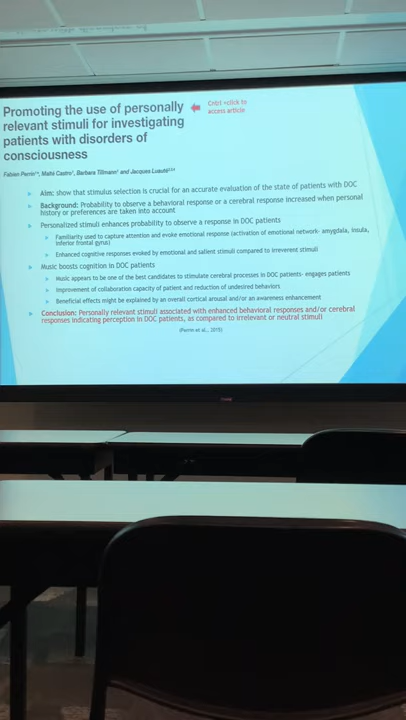 Promoting the use of personally
relevant stimuli for investigating
patients with disorders of
consciousness
Cntrl +click to
access article
Fabien Perrin, Maïté Castro, Barbara Tillmann and Jacques Luauté
Aim: show that stimulus selection is crucial for an accurate evaluation of the state of patients with DOC
Background: Probability to observe a behavioral response or a cerebral response increased when personal
history or preferences are taken into account
Personalized stimuli enhances probability to observe a response in DOC patients
Familiarity used to capture attention and evoke emotional response (activation of emotional network- amygdala, insula,
inferior frontal gyrus)
Enhanced cognitive responses evoked by emotional and salient stimuli compared to irreverent stimuli
Music boosts cognition in DOC patients
Music appears to be one of the best candidates to stimulate cerebral processes in DOC patients- engages patients
Improvement of collaboration capacity of patient and reduction of undesired behaviors
Beneficial effects might be explained by an overall cortical arousal and/or an awareness enhancement
Conclusion: Personally relevant stimuli associated with enhanced behavioral responses and/or cerebral
responses indicating perception in DOC patients, as compared to irrelevant or neutral stimuli
(Perrin et al., 2015)